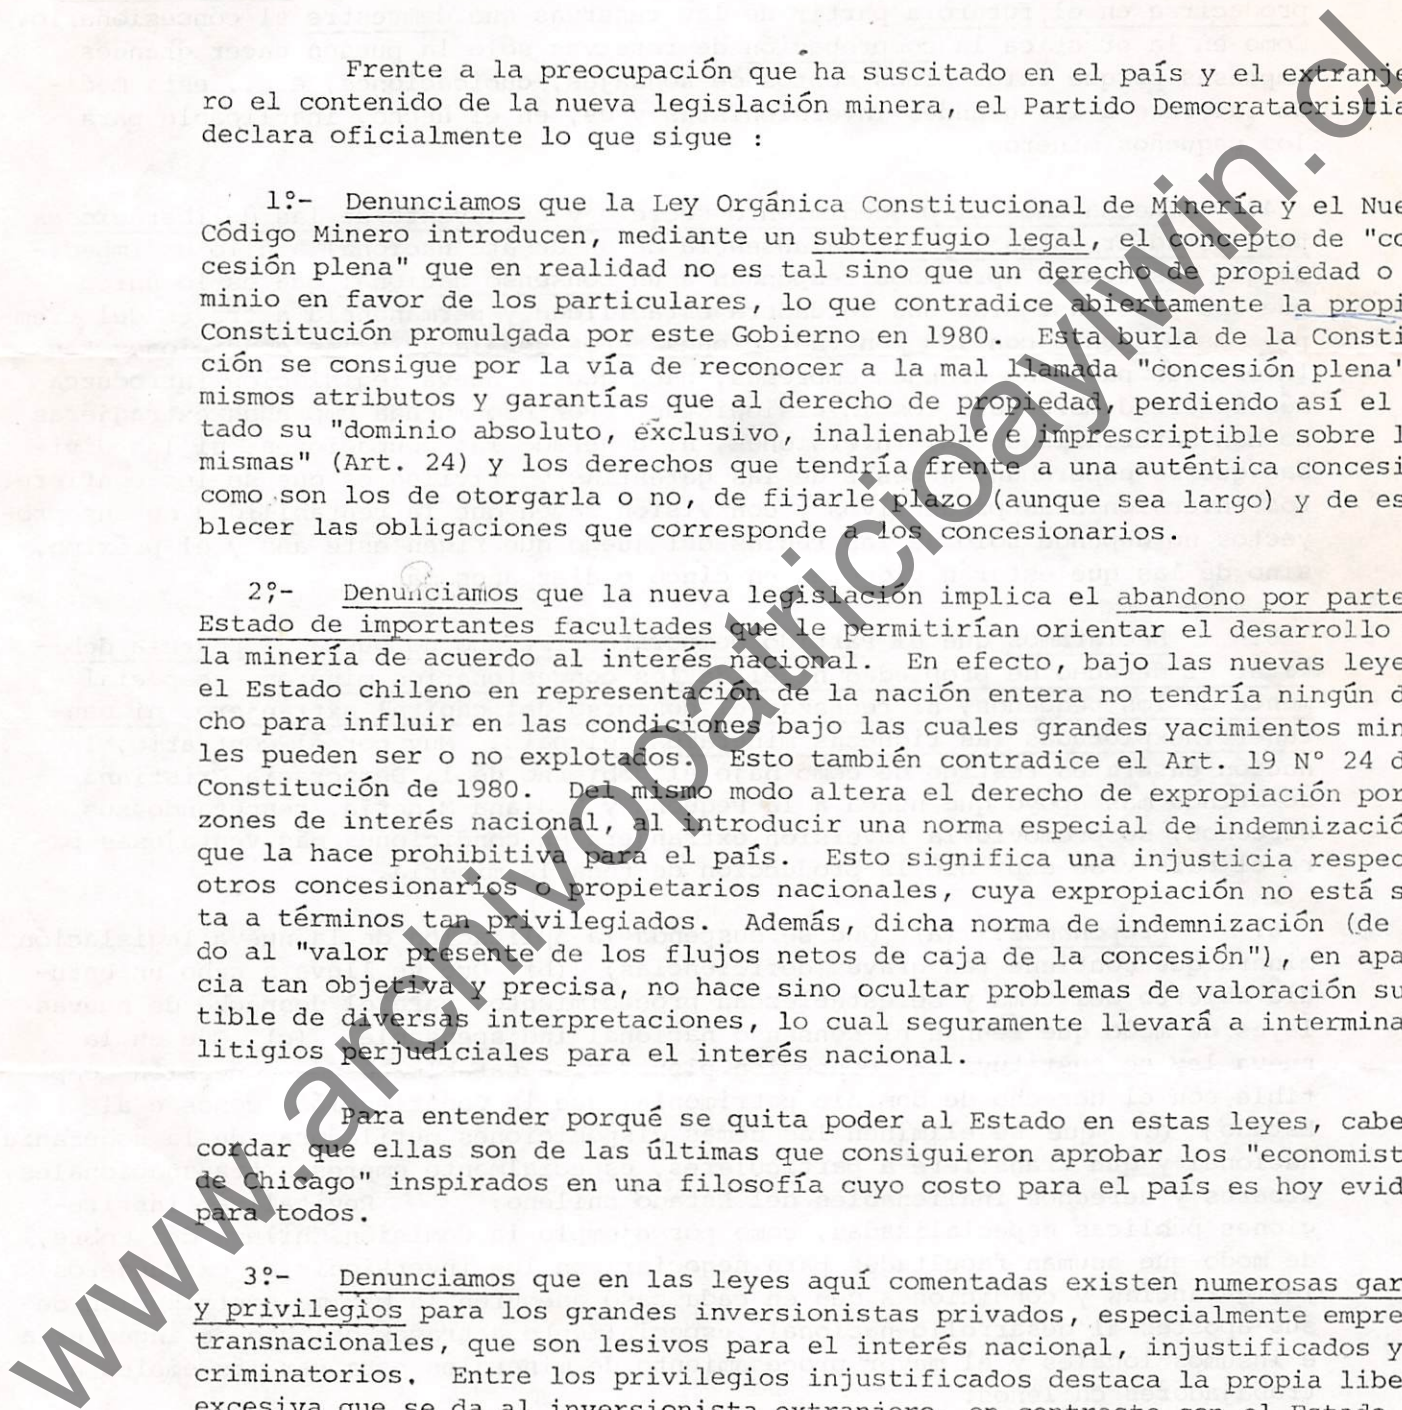 Frente a la preocupación que ha suscitado en el país y el extranje
ro el contenido de la nueva legislación minera, el Partido Democratacristia
declara oficialmente lo que sigue :
1º.- Denunciamos que la Ley Orgánica Constitucional de Minería y el Nue
Código Minero introducen, mediante un subterfugio legal, el concepto de "co
cesión plena" que en realidad no es tal sino que un derecho de propiedad o
minio en favor de los particulares, lo que contradice abiertamente la propi
Constitución promulgada por este Gobierno en 1980. Esta burla de la Consti
ción se consigue por la vía de reconocer a la mal llamada "concesión plena"
mismos atributos y garantías que al derecho de propiedad, perdiendo así el
tado su "dominio absoluto, exclusivo, inalienable e imprescriptible sobre l
mismas" (Art. 24) y los derechos que tendría frente a una auténtica concesi
como son los de otorgarla o no, de fijarle plazo (aunque sea largo) y de es
blecer las obligaciones que corresponde a los concesionarios.
2º.- Denunciamos que la nueva legislación implica el abandono por parte
Estado de importantes facultades que le permitirían orientar el desarrollo
la minería de acuerdo al interés nacional. En efecto, bajo las nuevas leye
el Estado chileno en representación de la nación entera no tendría ningún d
cho para influir en las condiciones bajo las cuales grandes yacimientos min
les pueden ser o no explotados. Esto también contradice el Art. 19 N° 24 d
Constitución de 1980. Del mismo modo altera el derecho de expropiación por
zones de interés nacional, al introducir una norma especial de indemnizació
que la hace prohibitiva para el país. Esto significa una injusticia respec
otros concesionarios o propietarios nacionales, cuya expropiación no está s
ta a términos tan privilegiados. Además, dicha norma de indemnización (de
do al "valor presente de los flujos netos de caja de la concesión"), en apa
cia tan objetiva y precisa, no hace sino ocultar problemas de valoración su
tible de diversas interpretaciones, lo cual seguramente llevará a intermina
litigios perjudiciales para el interés nacional.
Para entender porqué se quita poder al Estado en estas leyes, cabe
cordar que ellas son de las últimas que consiguieron aprobar los "economist
de Chicago" inspirados en una filosofía cuyo costo para el país es hoy evid
para todos.
3º.- Denunciamos que en las leyes aquí comentadas existen numerosas gar
y privilegios para los grandes inversionistas privados, especialmente empre
transnacionales, que son lesivos para el interés nacional, injustificados y
criminatorios. Entre los privilegios injustificados destaca la propia libe
excesiva que se da al inversionista extranjero, en contraste con el Estado
www.archivopatricioaylwin.cl